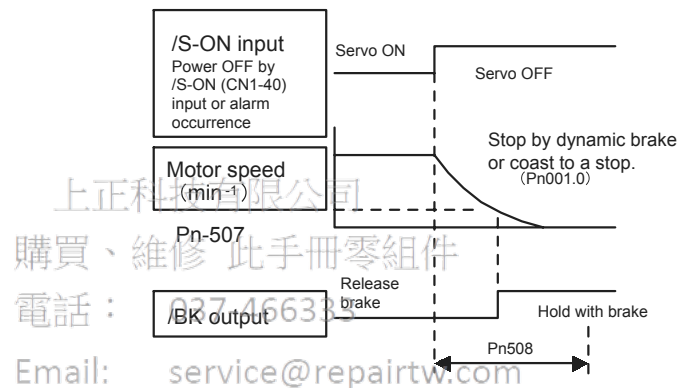 /S-ON input
Power OFF by
/S-ON (CN1-40)
input or alarm
occurrence
Servo ON
Servo OFF
Motor speed
(min-1)
Stop by dynamic brake
or coast to a stop.
(Pn001.0)
上正科技有限公司
Pn-507
購買、維修 此手冊零組件
Release
brake
電話： 037-466333
/BK output
Hold with brake
Pn508
Email: service@repairtw.com